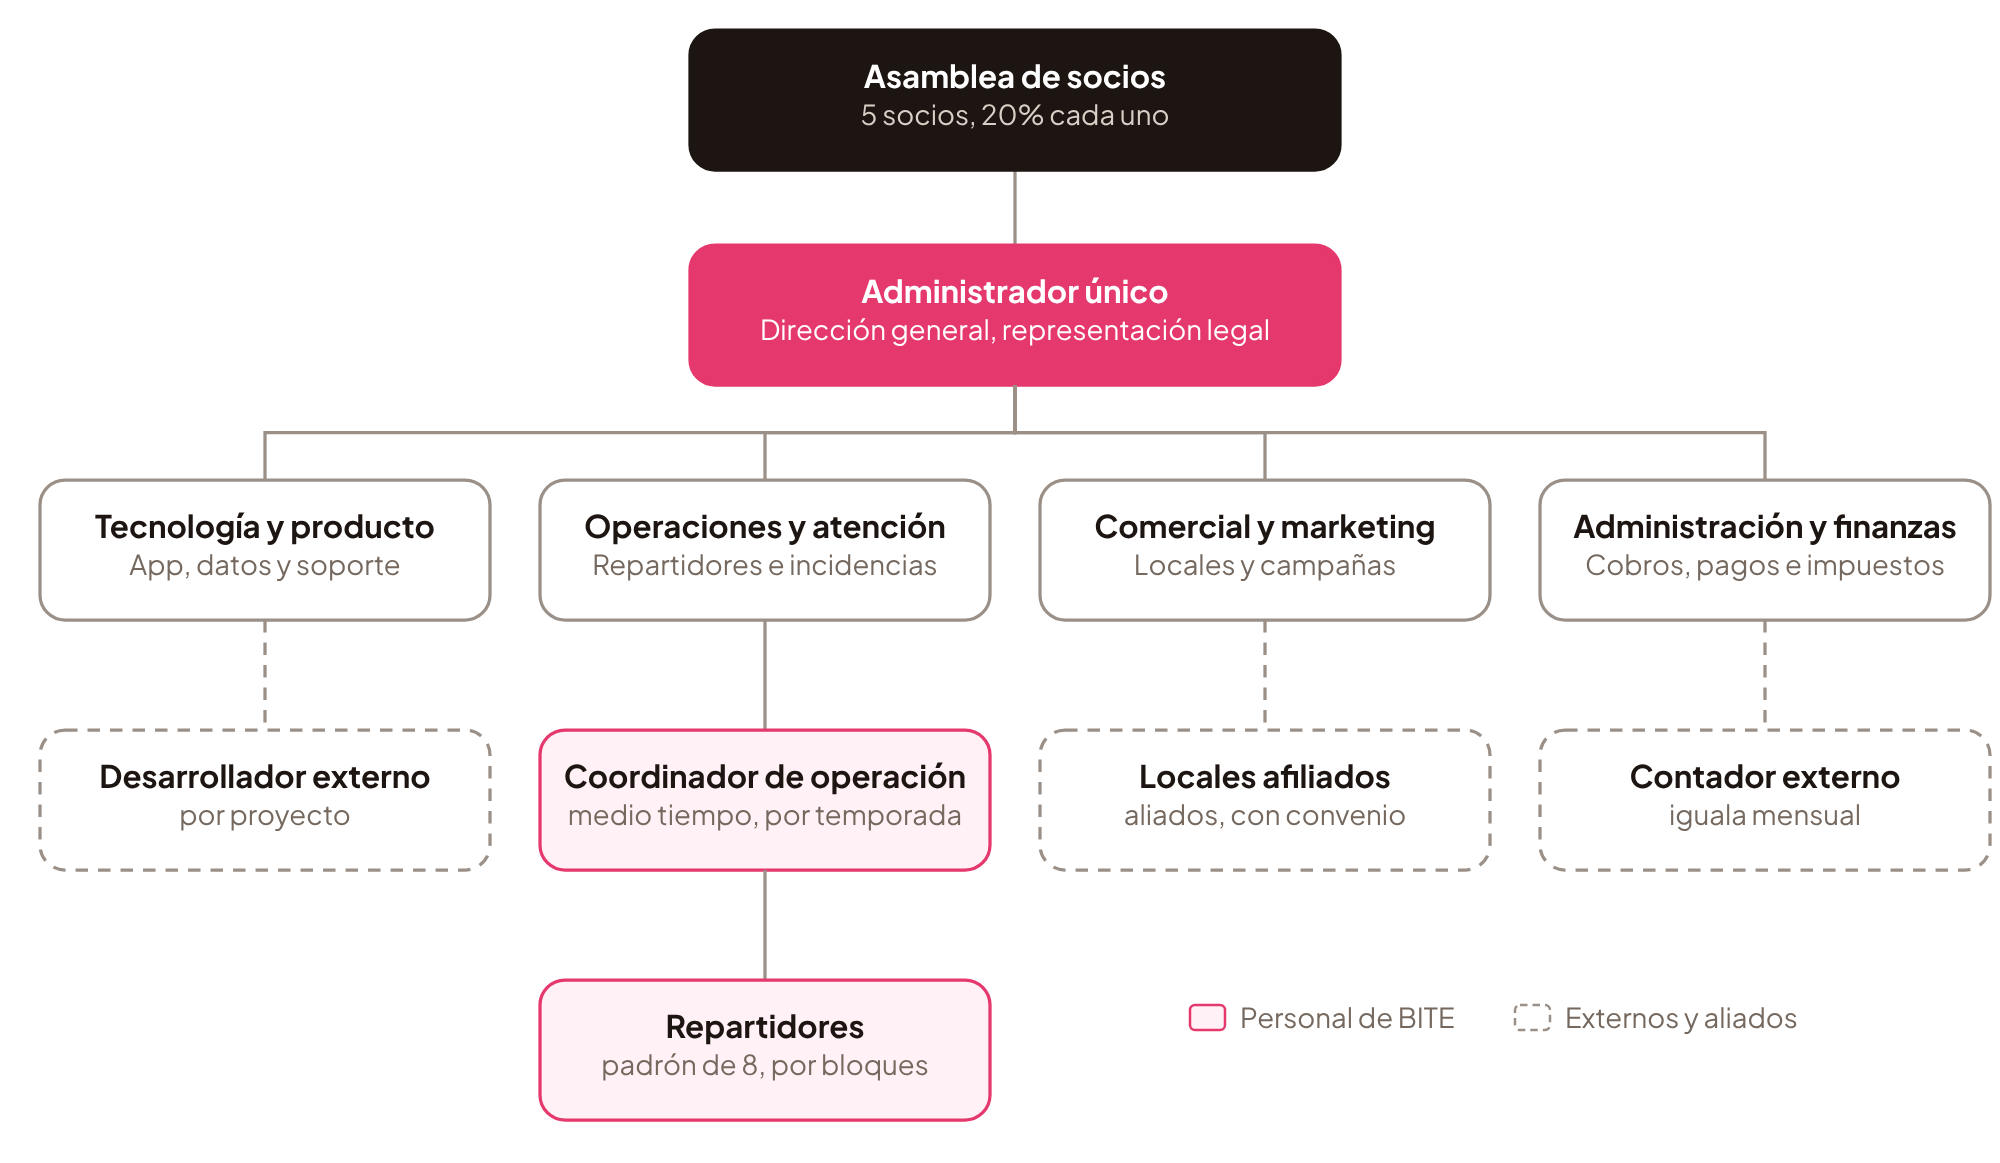 Asamblea de socios
5 socios, 20% cada uno
Administrador único
Dirección general, representación legal
Tecnología y producto
App, datos y soporte
Operaciones y atención
Repartidores e incidencias
Comercial y marketing
Locales y campañas
Administración y finanzas
Cobros, pagos e impuestos
Desarrollador externo
por proyecto
Coordinador de operación
medio tiempo, por temporada
Locales afiliados
aliados, con convenio
Contador externo
iguala mensual
Repartidores
padrón de 8, por bloques
Personal de BITE
Externos y aliados